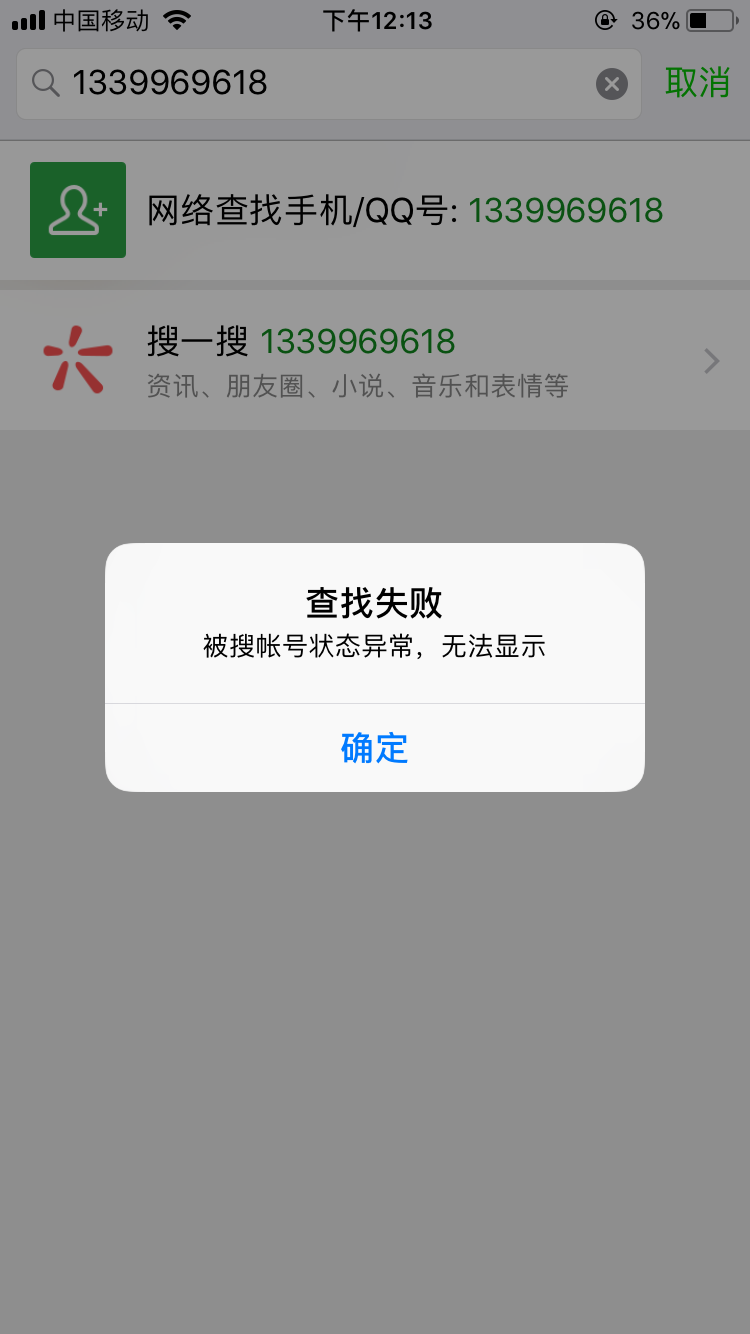 中国移动 下午12:13 36%
1339969618 取消
网络查找手机/QQ号: 1339969618
搜一搜 1339969618
资讯、朋友圈、小说、音乐和表情等
查找失败
被搜帐号状态异常，无法显示
确定